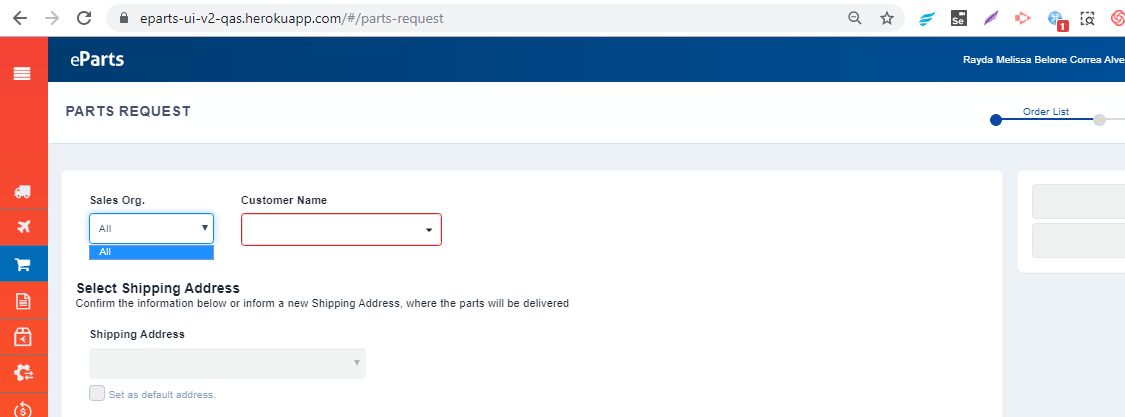 eparts-ui-v2-qas.herokuapp.com/#/parts-request
Se
1
eParts
Rayda Melissa Belone Correa Alve
PARTS REQUEST
Order List
Sales Org.
Customer Name
All
All
Select Shipping Address
Confirm the information below or inform a new Shipping Address, where the parts will be delivered
Shipping Address
Set as default address.